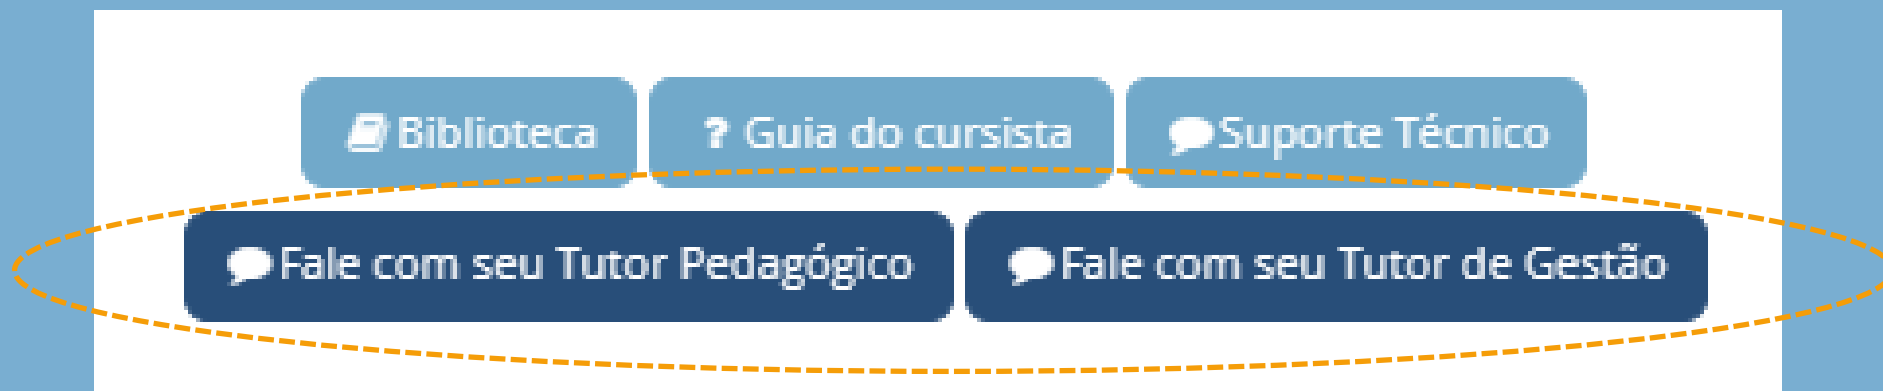 Biblioteca ? Guia do cursista Suporte Técnico
Fale com seu Tutor Pedagógico Fale com seu Tutor de Gestão